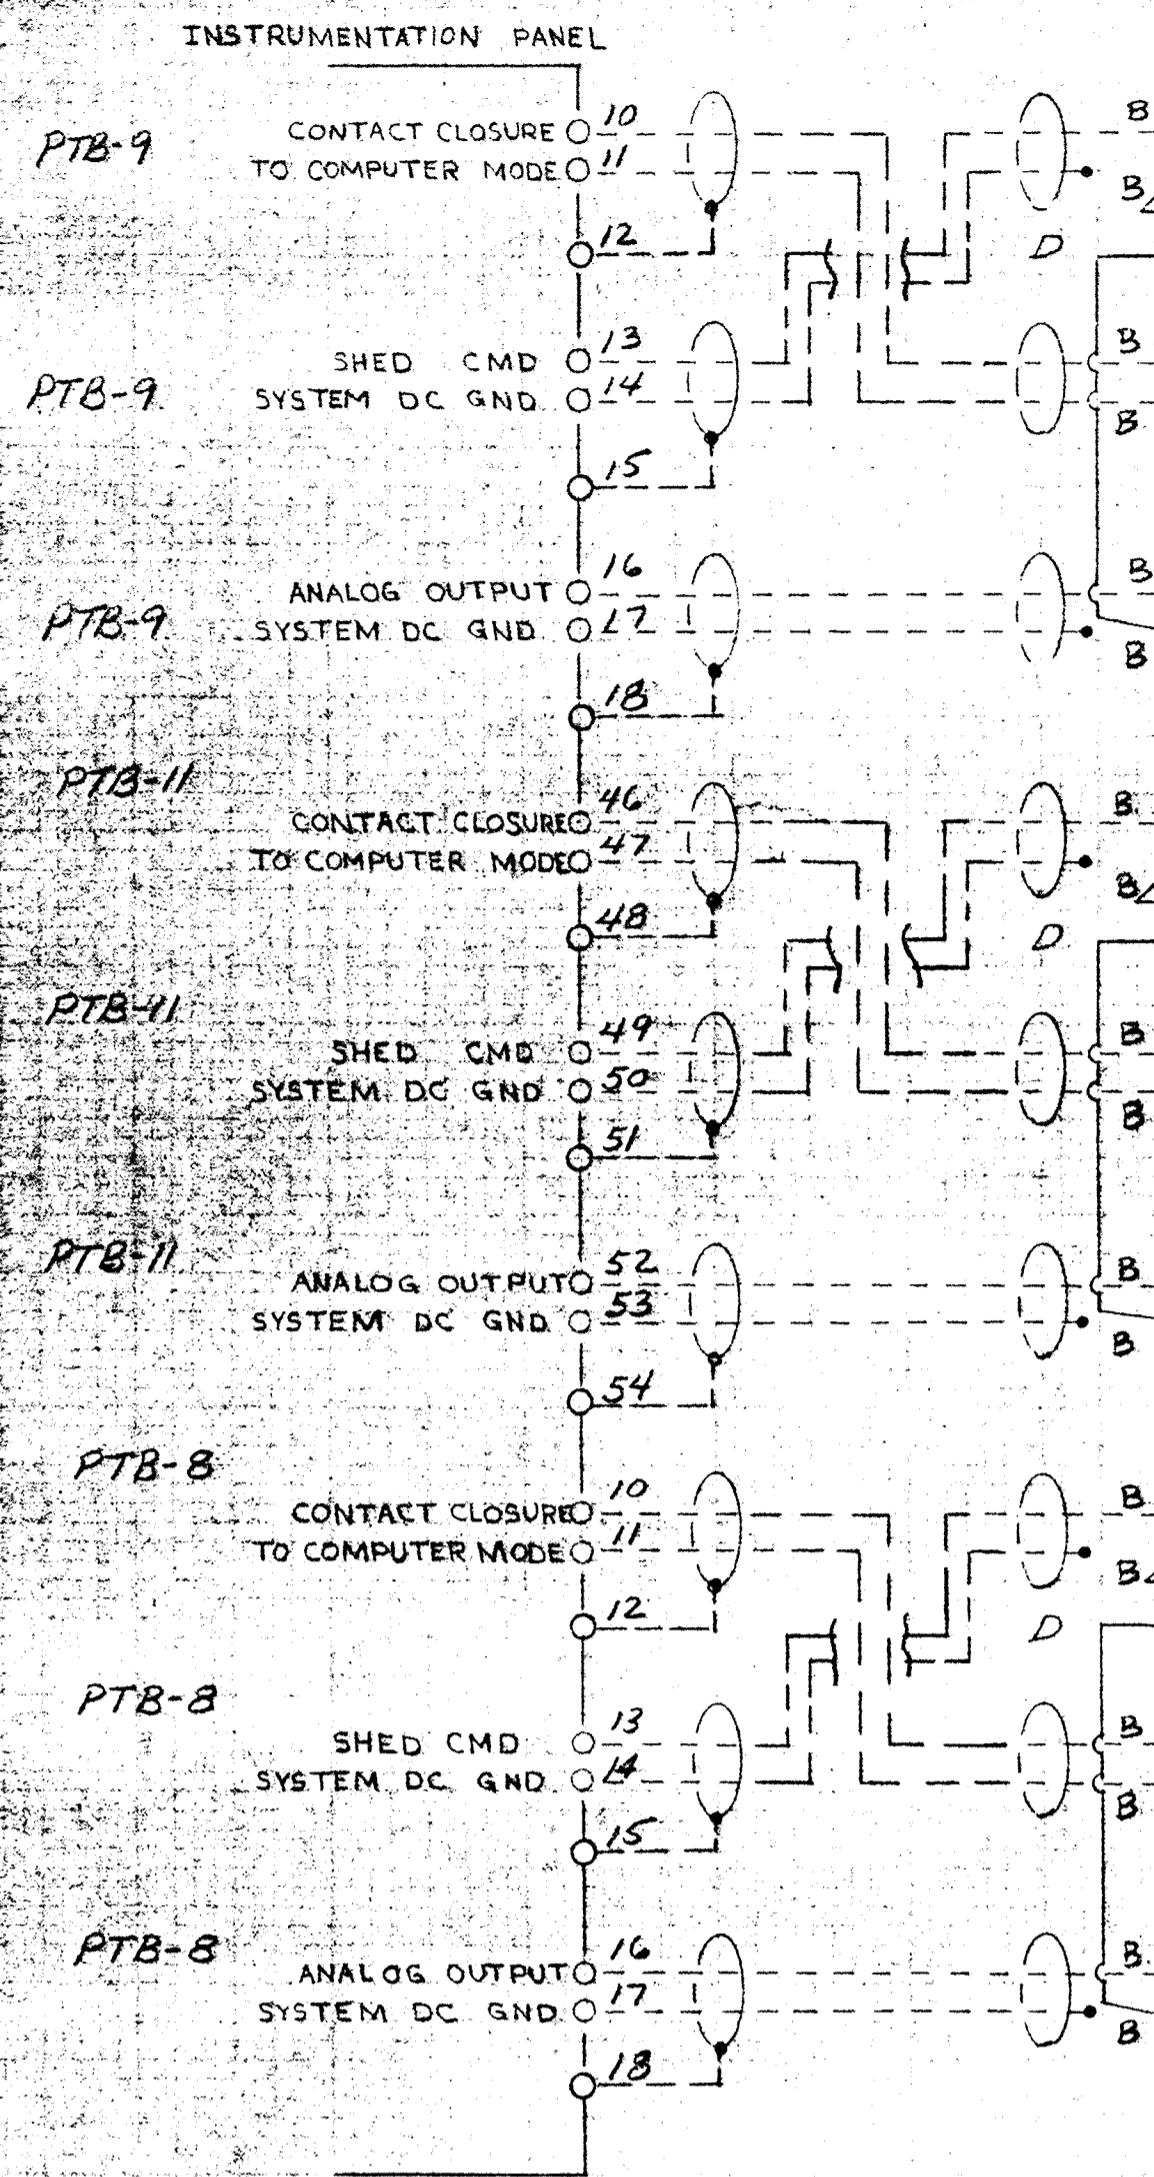 INSTRUMENTATION PANEL
PTB-9
CONTACT CLOSURE 10 B
TO COMPUTER MODE 11 B
12 D
PTB-9
SHED CMD 13 B
SYSTEM DC GND 14 B
15
PTB-9
ANALOG OUTPUT 16 B
SYSTEM DC GND 17 B
18
PTB-11
CONTACT CLOSURE 46 B
TO COMPUTER MODE 47 B
48 D
PTB-11
SHED CMD 49 B
SYSTEM DC GND 50 B
51
PTB-11
ANALOG OUTPUT 52 B
SYSTEM DC GND 53 B
54
PTB-8
CONTACT CLOSURE 10 B
TO COMPUTER MODE 11 B
12 D
PTB-8
SHED CMD 13 B
SYSTEM DC GND 14 B
15
PTB-8
ANALOG OUTPUT 16 B
SYSTEM DC GND 17 B
18